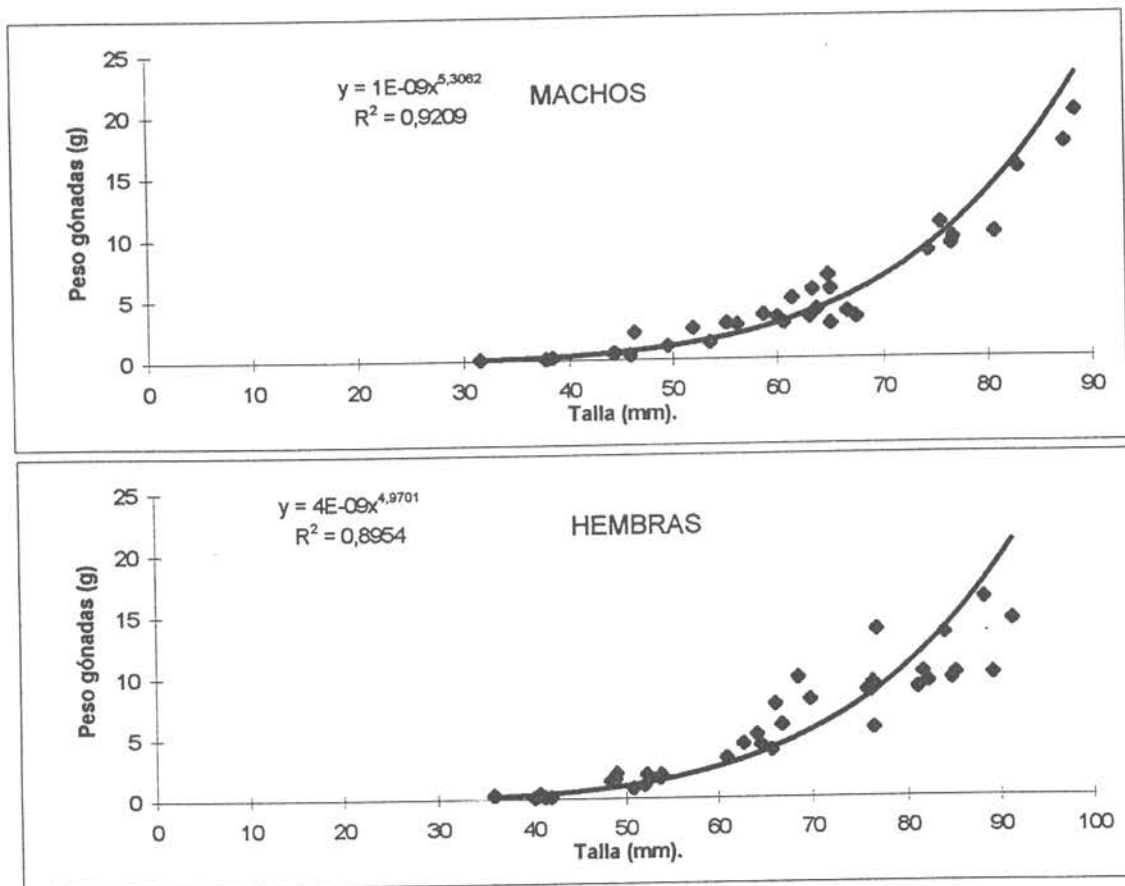 y = 1E-09x^5,3062
R² = 0,9209
MACHOS
25
20
15
10
5
0
Peso gónadas (g)
0 10 20 30 40 50 60 70 80 90
Talla (mm).
y = 4E-09x^4,9701
R² = 0,8954
HEMBRAS
25
20
15
10
5
0
Peso gónadas (g)
0 10 20 30 40 50 60 70 80 90 100
Talla (mm).